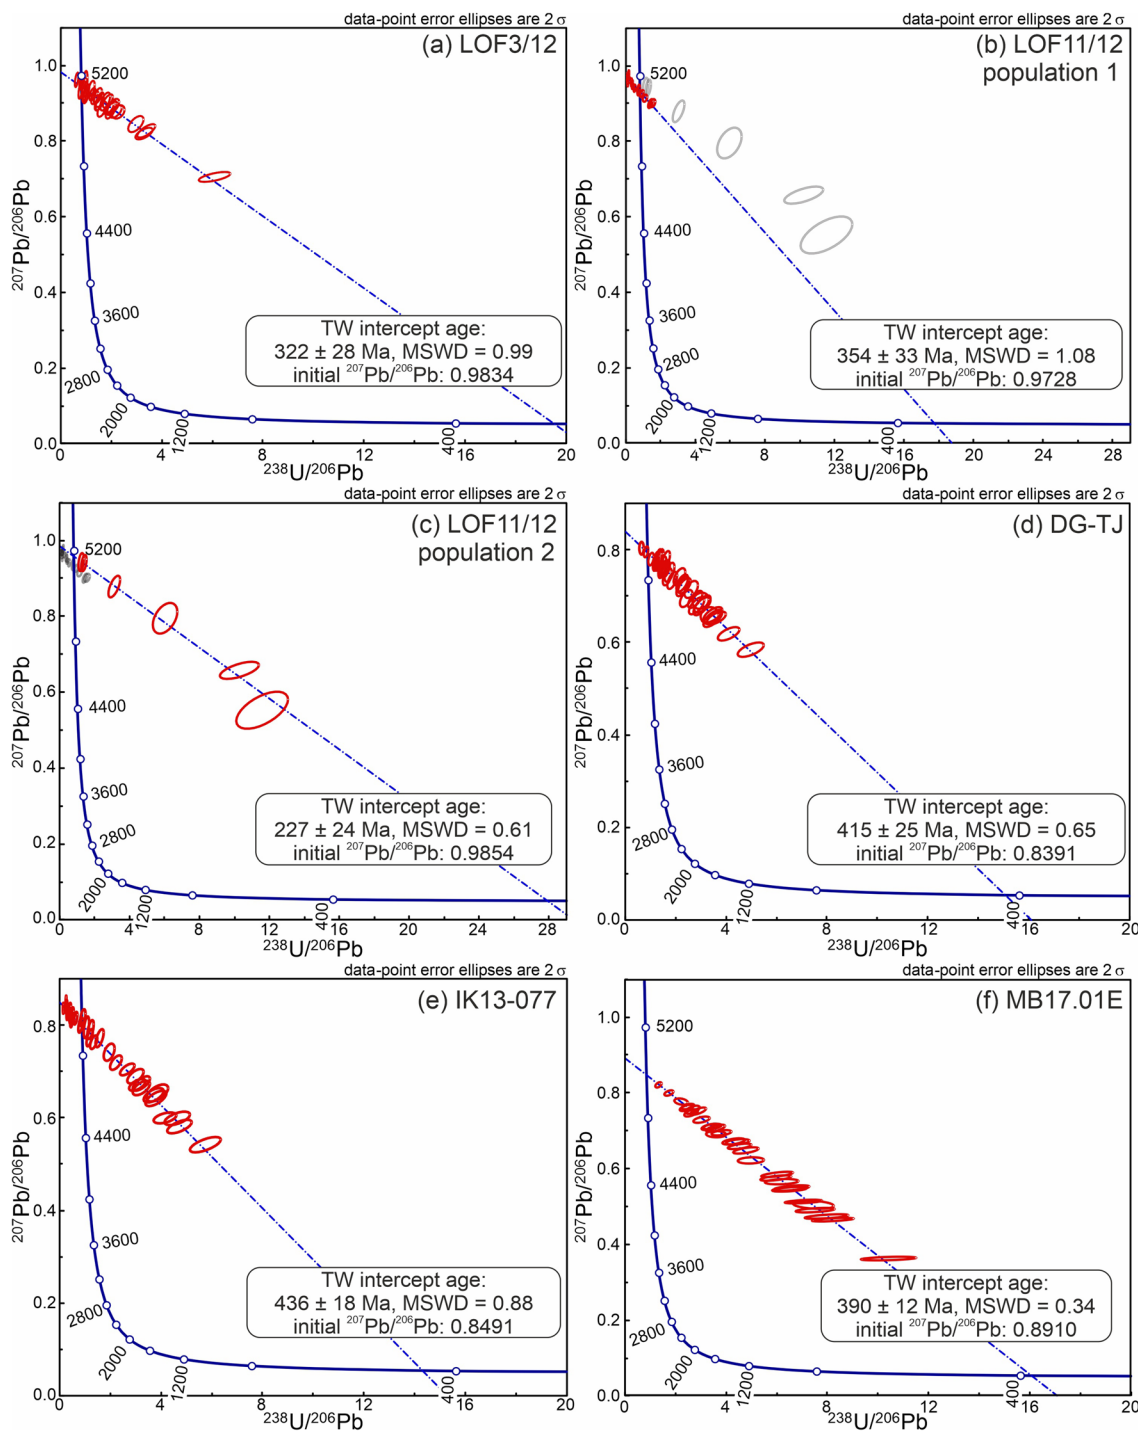 data-point error ellipses are 2 σ
(a) LOF3/12
1.0
0.8
0.6
0.4
0.2
0.0
5200
4400
3600
2800
2000
1200
400
TW intercept age:
322 ± 28 Ma, MSWD = 0.99
initial ²⁰⁷Pb/²⁰⁶Pb: 0.9834
0 4 8 12 16 20
²³⁸U/²⁰⁶Pb
²⁰⁷Pb/²⁰⁶Pb
data-point error ellipses are 2 σ
(b) LOF11/12
population 1
1.0
0.8
0.6
0.4
0.2
0.0
5200
4400
3600
2800
2000
1200
400
TW intercept age:
354 ± 33 Ma, MSWD = 1.08
initial ²⁰⁷Pb/²⁰⁶Pb: 0.9728
0 4 8 12 16 20 24 28
²³⁸U/²⁰⁶Pb
²⁰⁷Pb/²⁰⁶Pb
data-point error ellipses are 2 σ
(c) LOF11/12
population 2
1.0
0.8
0.6
0.4
0.2
0.0
5200
4400
3600
2800
2000
1200
400
TW intercept age:
227 ± 24 Ma, MSWD = 0.61
initial ²⁰⁷Pb/²⁰⁶Pb: 0.9854
0 4 8 12 16 20 24 28
²³⁸U/²⁰⁶Pb
²⁰⁷Pb/²⁰⁶Pb
data-point error ellipses are 2 σ
(d) DG-TJ
0.8
0.6
0.4
0.2
0.0
4400
3600
2800
2000
1200
400
TW intercept age:
415 ± 25 Ma, MSWD = 0.65
initial ²⁰⁷Pb/²⁰⁶Pb: 0.8391
0 4 8 12 16 20
²³⁸U/²⁰⁶Pb
²⁰⁷Pb/²⁰⁶Pb
data-point error ellipses are 2 σ
(e) IK13-077
0.8
0.6
0.4
0.2
0.0
4400
3600
2800
2000
1200
400
TW intercept age:
436 ± 18 Ma, MSWD = 0.88
initial ²⁰⁷Pb/²⁰⁶Pb: 0.8491
0 4 8 12 16 20
²³⁸U/²⁰⁶Pb
²⁰⁷Pb/²⁰⁶Pb
data-point error ellipses are 2 σ
(f) MB17.01E
1.0
0.8
0.6
0.4
0.2
0.0
5200
4400
3600
2800
2000
1200
400
TW intercept age:
390 ± 12 Ma, MSWD = 0.34
initial ²⁰⁷Pb/²⁰⁶Pb: 0.8910
0 4 8 12 16 20
²³⁸U/²⁰⁶Pb
²⁰⁷Pb/²⁰⁶Pb